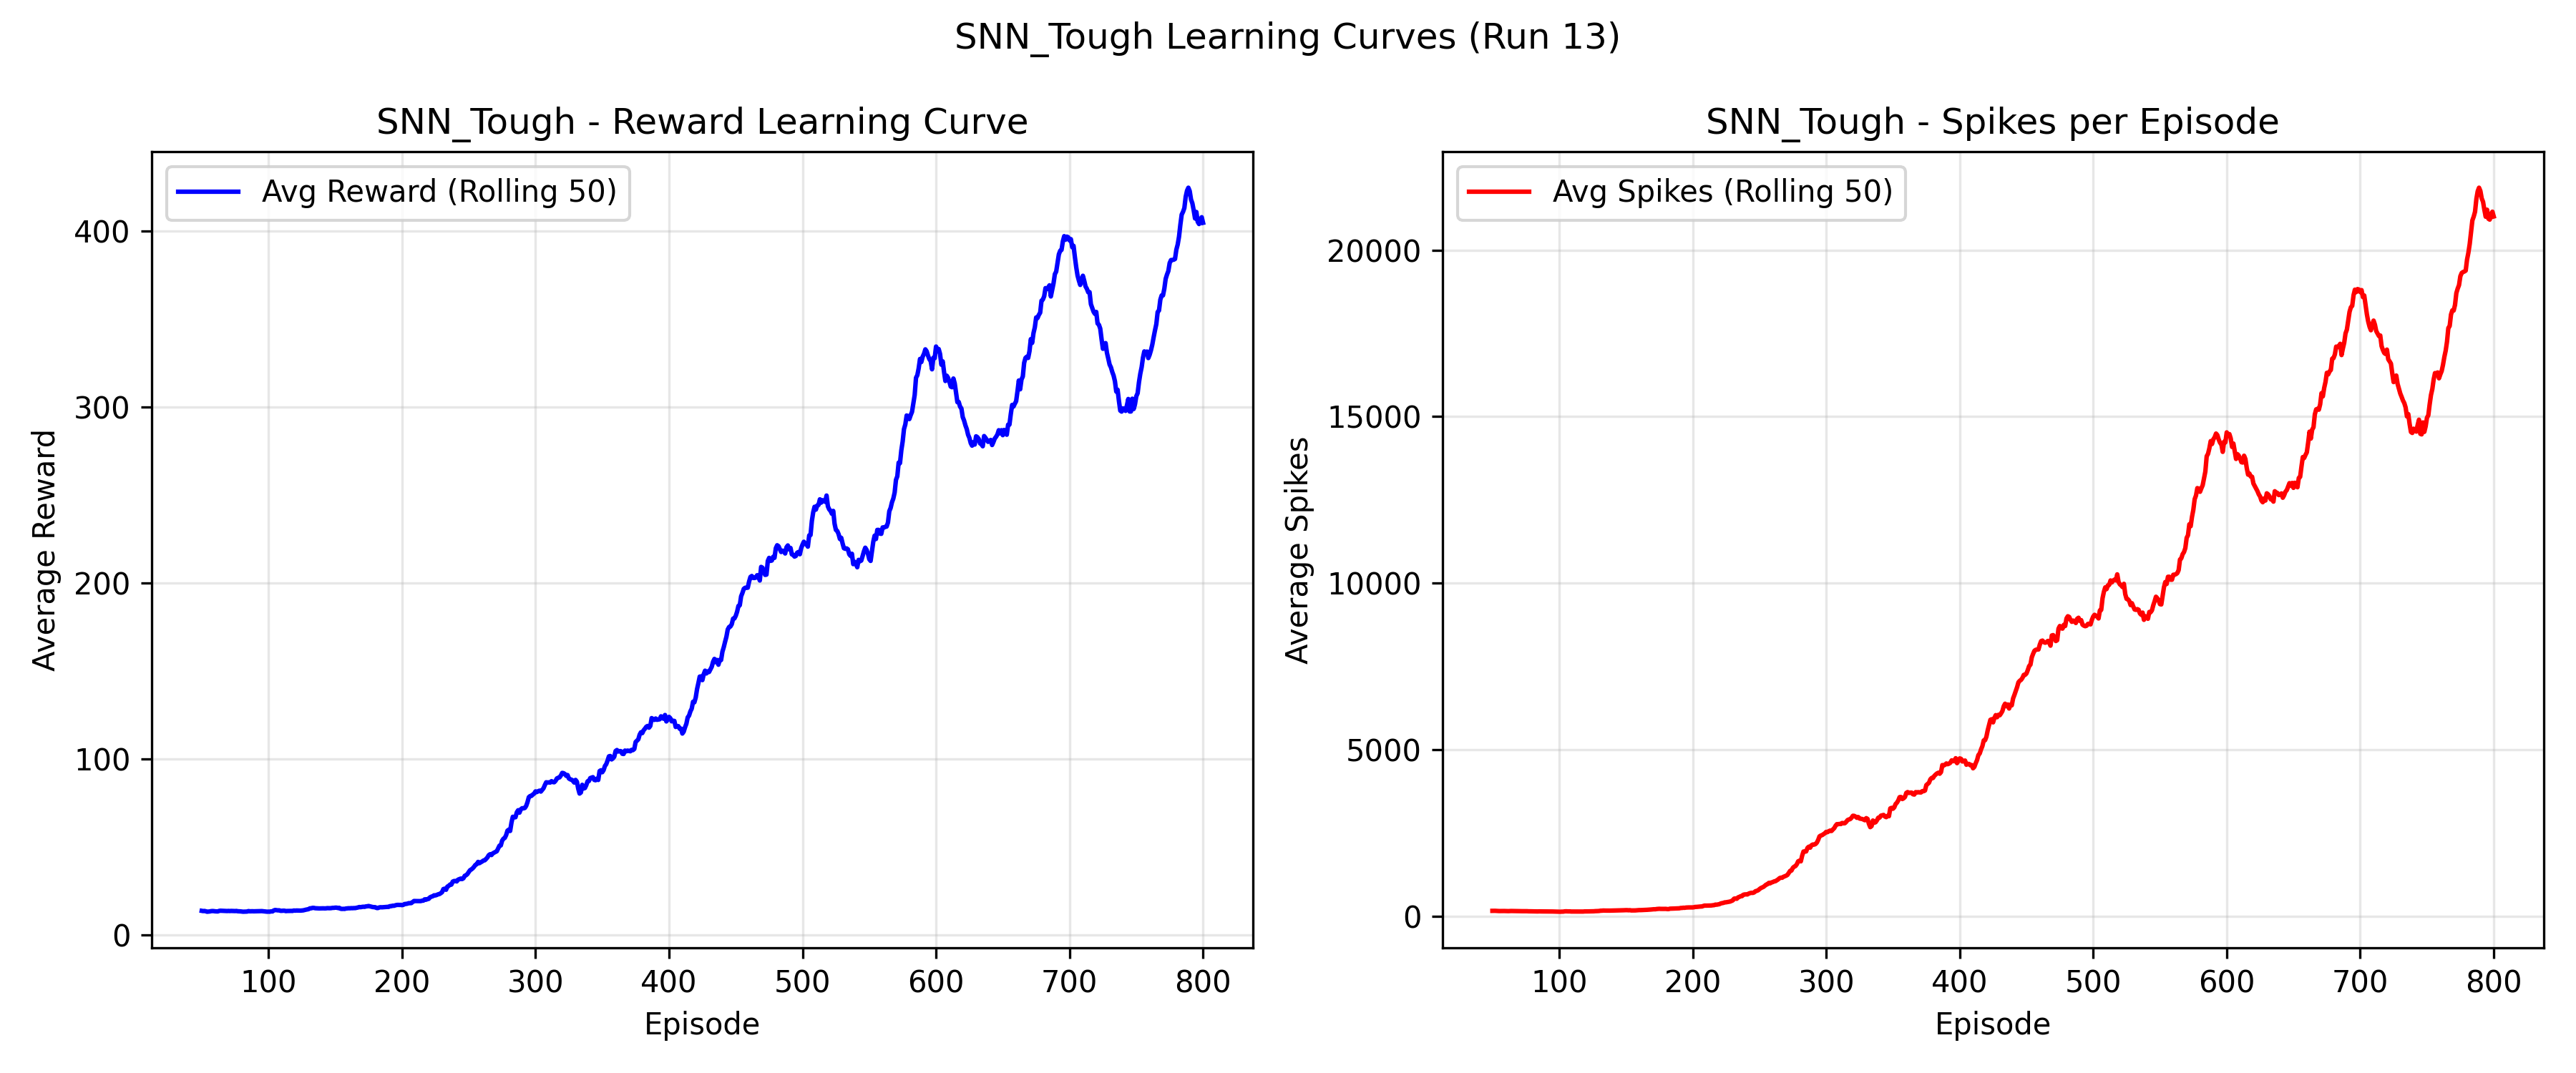 SNN_Tough Learning Curves (Run 13)
SNN_Tough - Reward Learning Curve
Avg Reward (Rolling 50)
Average Reward
400
300
200
100
0
100 200 300 400 500 600 700 800
Episode
SNN_Tough - Spikes per Episode
Avg Spikes (Rolling 50)
Average Spikes
20000
15000
10000
5000
0
100 200 300 400 500 600 700 800
Episode